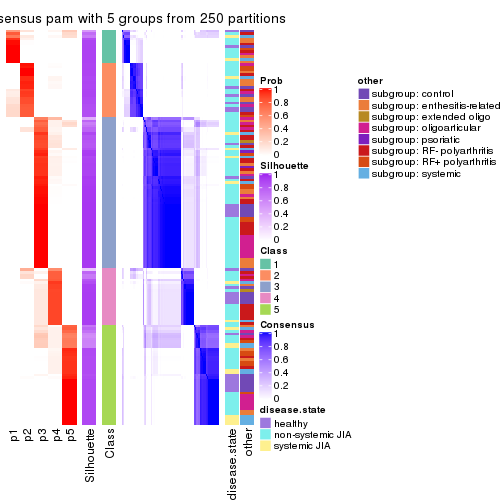 sensus pam with 5 groups from 250 partitions
Prob
1
0.8
0.6
0.4
0.2
0
Silhouette
1
0.8
0.6
0.4
0.2
0
Class
1
2
3
4
5
Consensus
1
0.8
0.6
0.4
0.2
0
disease.state
healthy
non-systemic JIA
systemic JIA
other
subgroup: control
subgroup: enthesitis-related
subgroup: extended oligo
subgroup: oligoarticular
subgroup: psoriatic
subgroup: RF- polyarthritis
subgroup: RF+ polyarthritis
subgroup: systemic
p1
p2
p3
p4
p5
Silhouette
Class
disease.state
other